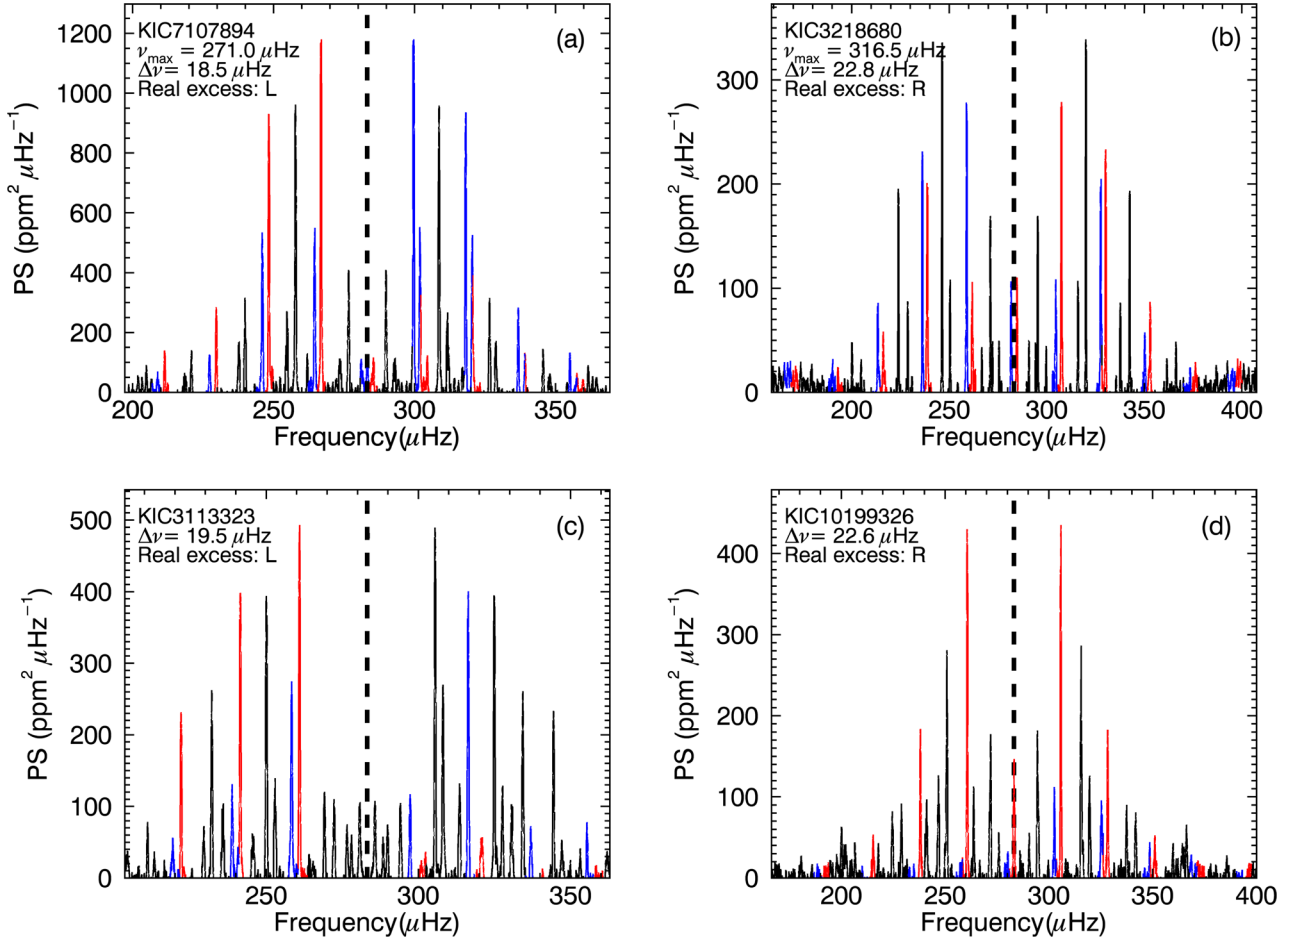 KIC7107894
(a)
νmax = 271.0 μHz
Δν= 18.5 μHz
Real excess: L
PS (ppm² μHz⁻¹)
1200
1000
800
600
400
200
0
200 250 300 350
Frequency(μHz)
KIC3218680
(b)
νmax = 316.5 μHz
Δν= 22.8 μHz
Real excess: R
PS (ppm² μHz⁻¹)
300
200
100
0
200 250 300 350 400
Frequency(μHz)
KIC3113323
(c)
Δν= 19.5 μHz
Real excess: L
PS (ppm² μHz⁻¹)
500
400
300
200
100
0
250 300 350
Frequency(μHz)
KIC10199326
(d)
Δν= 22.6 μHz
Real excess: R
PS (ppm² μHz⁻¹)
400
300
200
100
0
200 250 300 350 400
Frequency(μHz)